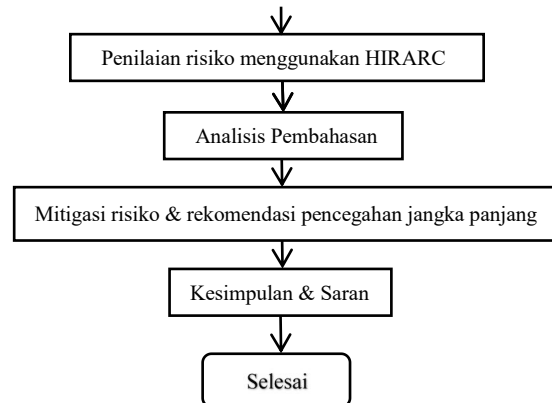 Penilaian risiko menggunakan HIRARC
Analisis Pembahasan
Mitigasi risiko & rekomendasi pencegahan jangka panjang
Kesimpulan & Saran
Selesai